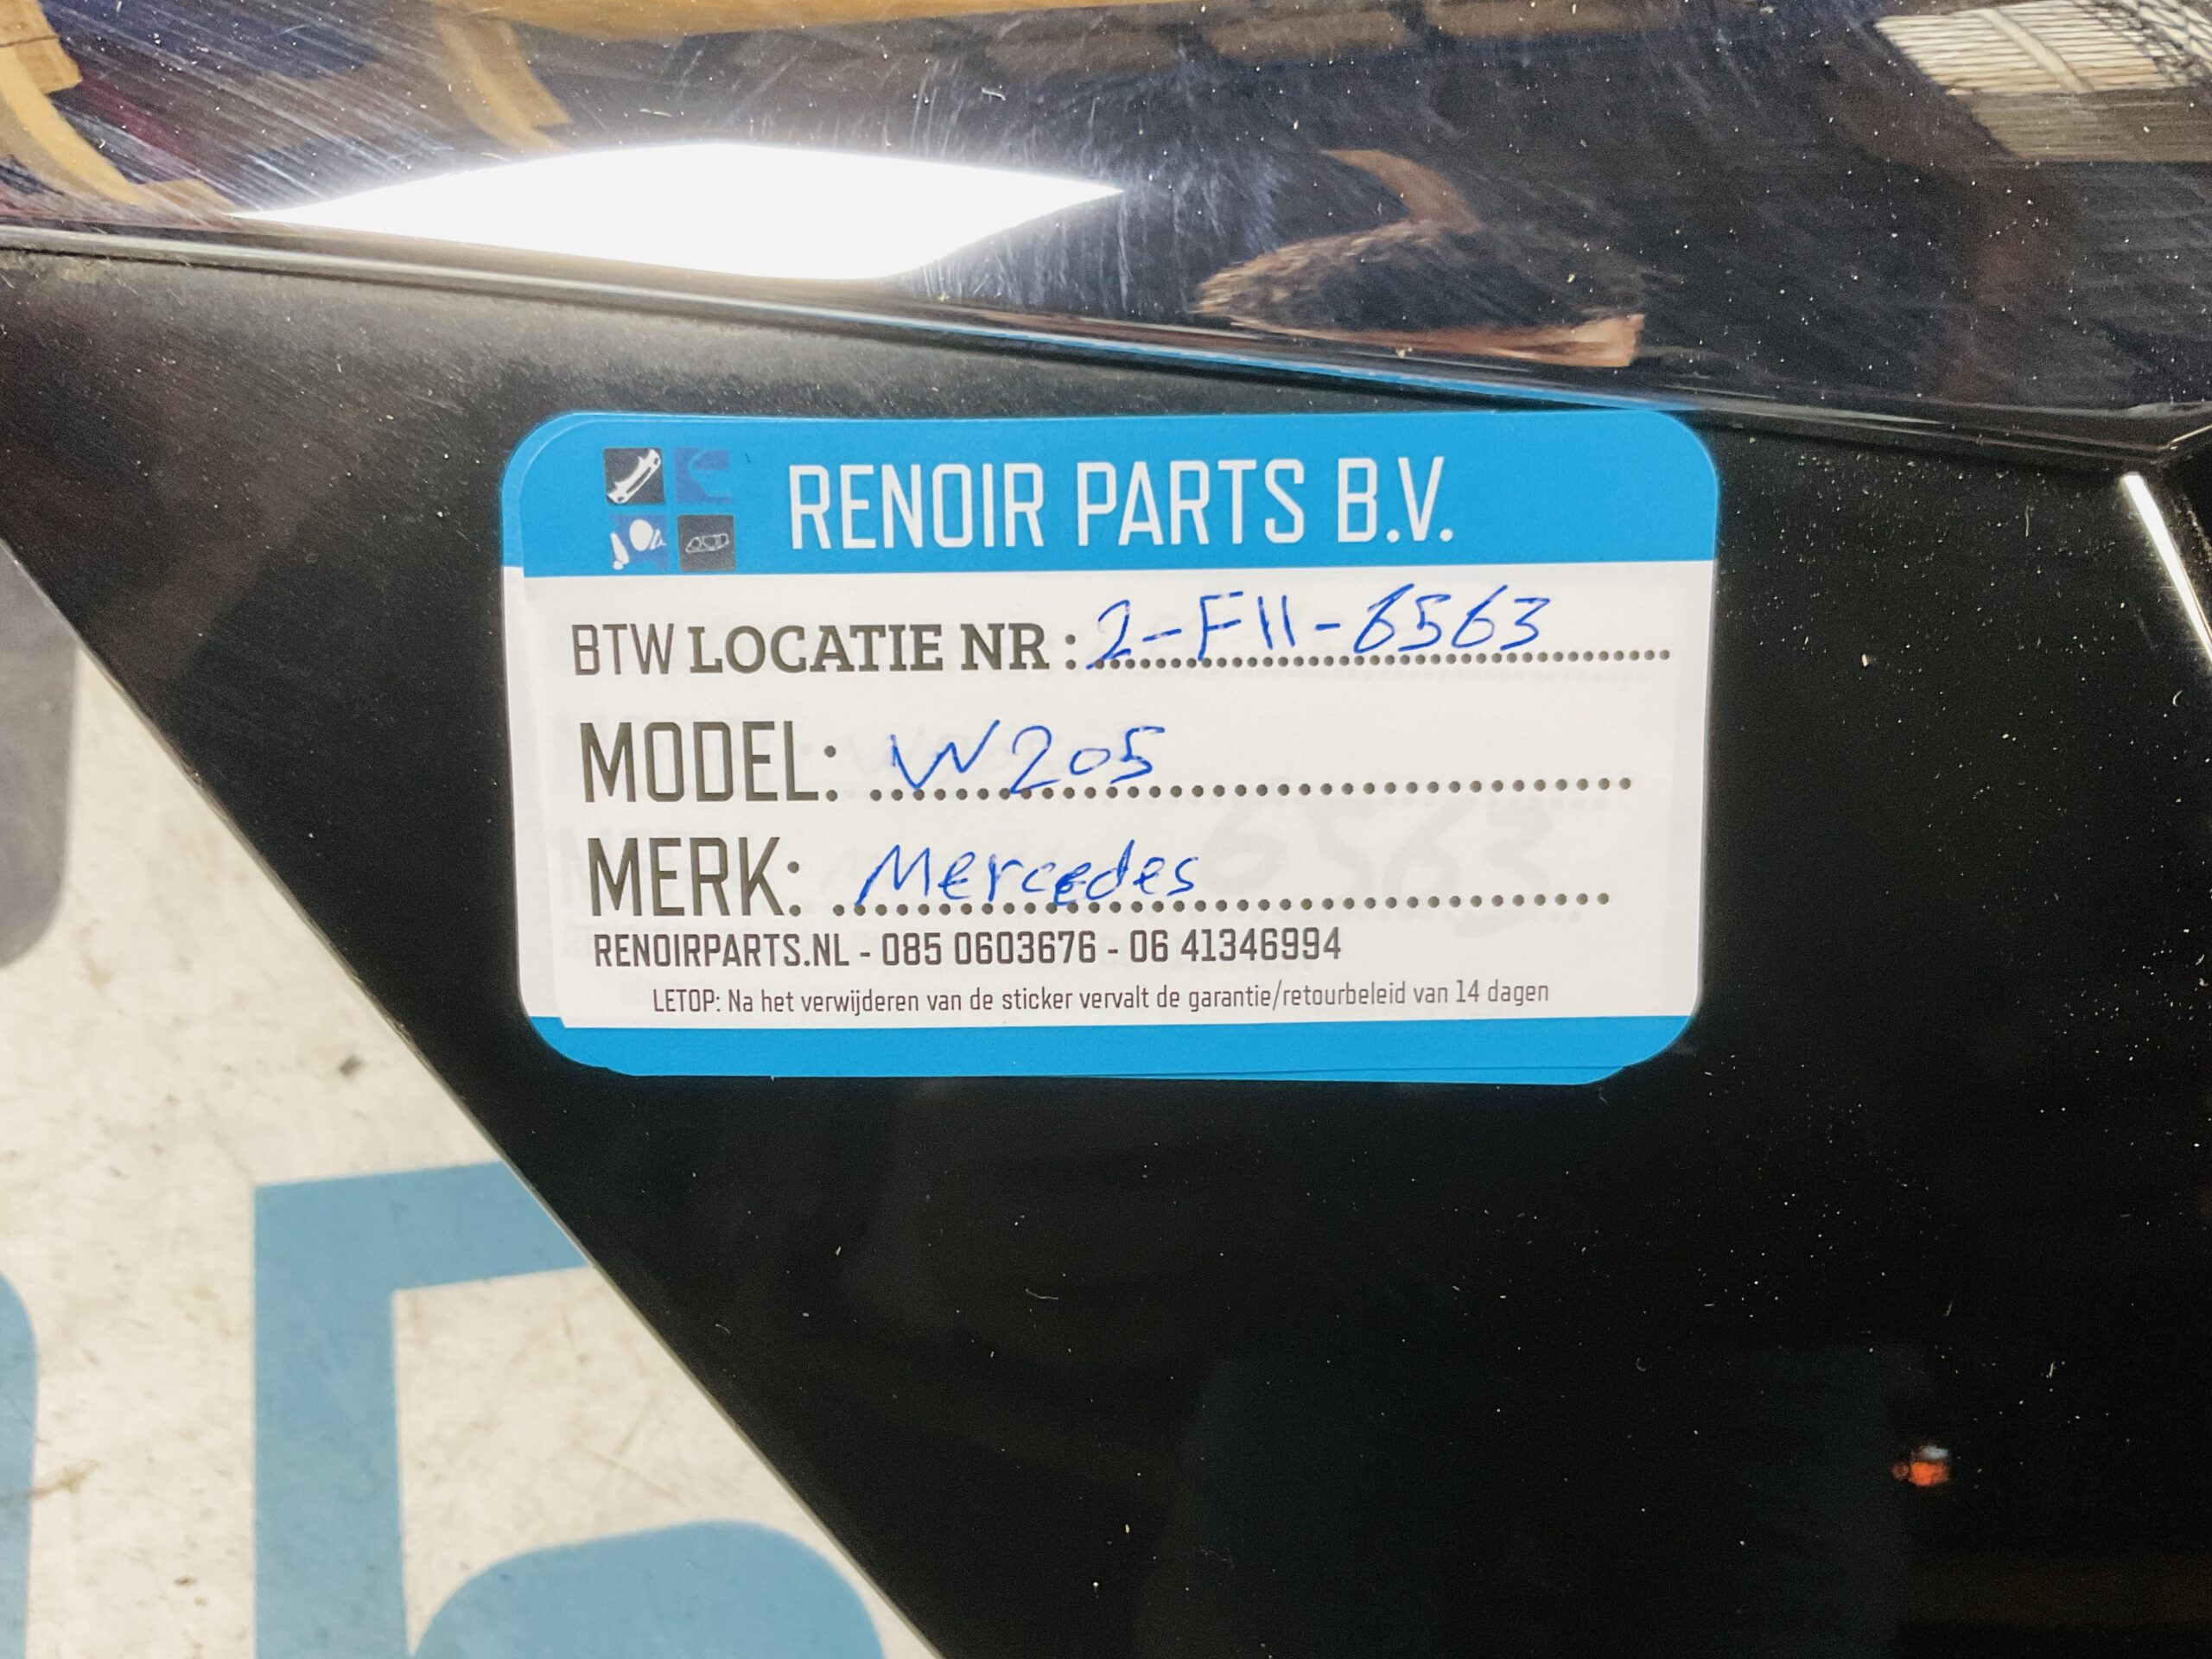 RENOIR PARTS B.V.
BTW LOCATIE NR : 2-F11-6563
MODEL: W205
MERK: Mercedes
RENOIRPARTS.NL - 085 0603676 - 06 41346994
LETOP: Na het verwijderen van de sticker vervalt de garantie/retourbeleid van 14 dagen